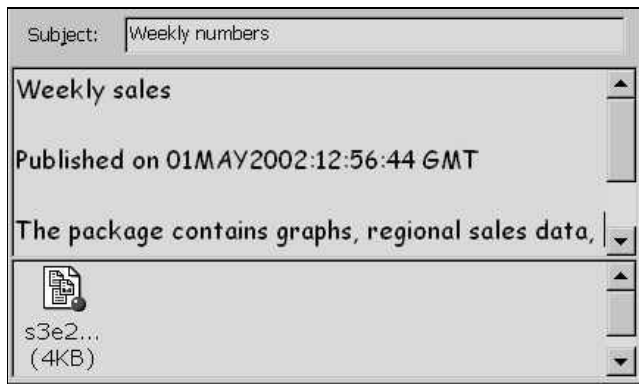 Subject: Weekly numbers
Weekly sales
Published on 01MAY2002:12:56:44 GMT
The package contains graphs, regional sales data,
s3e2...
(4KB)